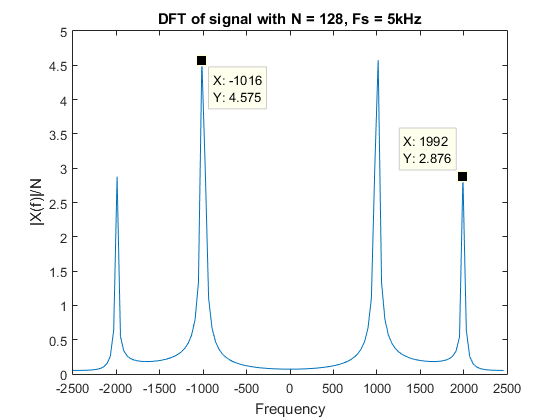 DFT of signal with N = 128, Fs = 5kHz
5
4.5
4
3.5
3
2.5
2
1.5
1
0.5
0
|X(f)|/N
X: -1016
Y: 4.575
X: 1992
Y: 2.876
-2500 -2000 -1500 -1000 -500 0 500 1000 1500 2000 2500
Frequency